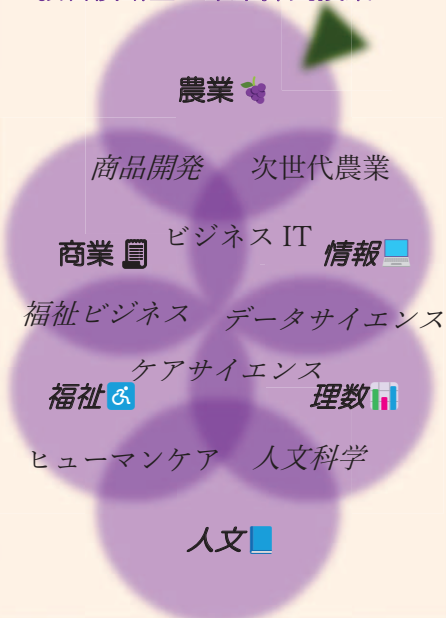 農業
商品開発 次世代農業
ビジネス IT
商業 情報
福祉ビジネス データサイエンス
ケアサイエンス
福祉 理数
ヒューマンケア 人文科学
人文